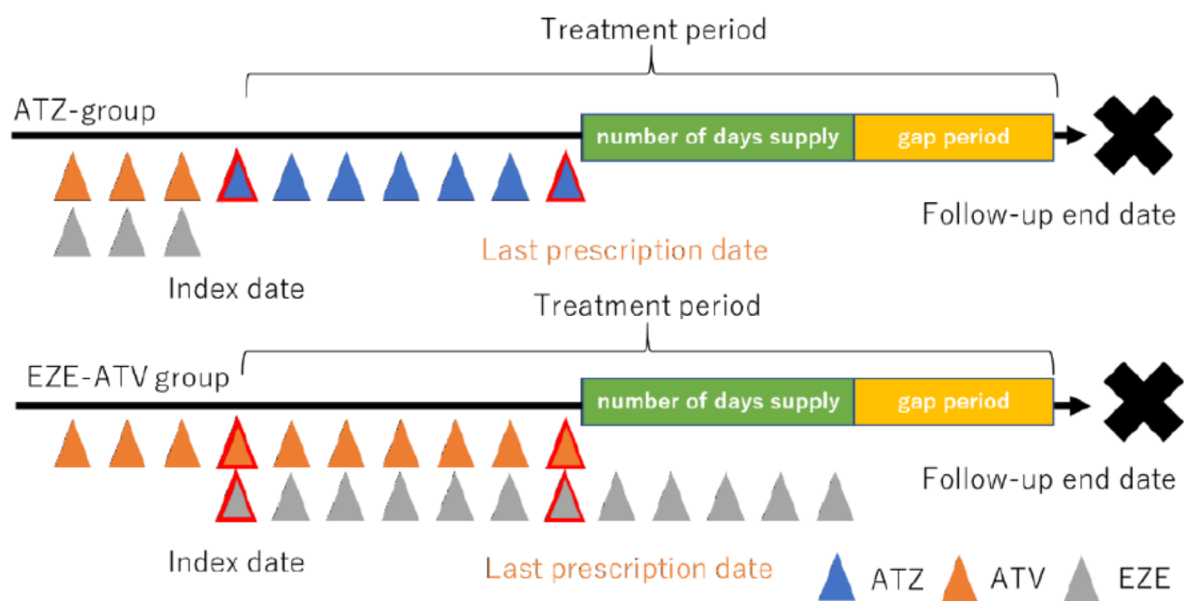 Treatment period
ATZ-group
number of days supply
gap period
Follow-up end date
Last prescription date
Index date
Treatment period
EZE-ATV group
number of days supply
gap period
Follow-up end date
Index date
Last prescription date
ATZ
ATV
EZE